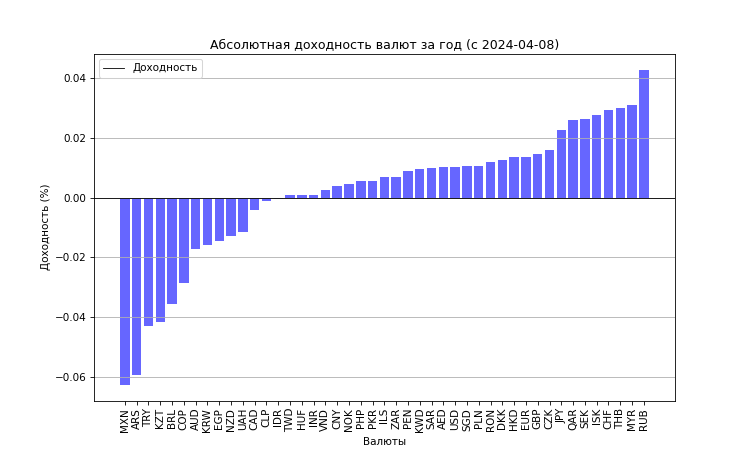 Абсолютная доходность валют за год (с 2024-04-08)
Доходность
0.04
0.02
0.00
−0.02
−0.04
−0.06
Доходность (%)
MXN ARS TRY KZT BRL COP AUD KRW EGP NZD UAH CAD CLP IDR TWD HUF INR VND CNY NOK PHP PKR ILS ZAR PEN KWD SAR AED USD SGD PLN RON DKK HKD EUR GBP CZK JPY QAR SEK ISK CHF THB MYR RUB
Валюты